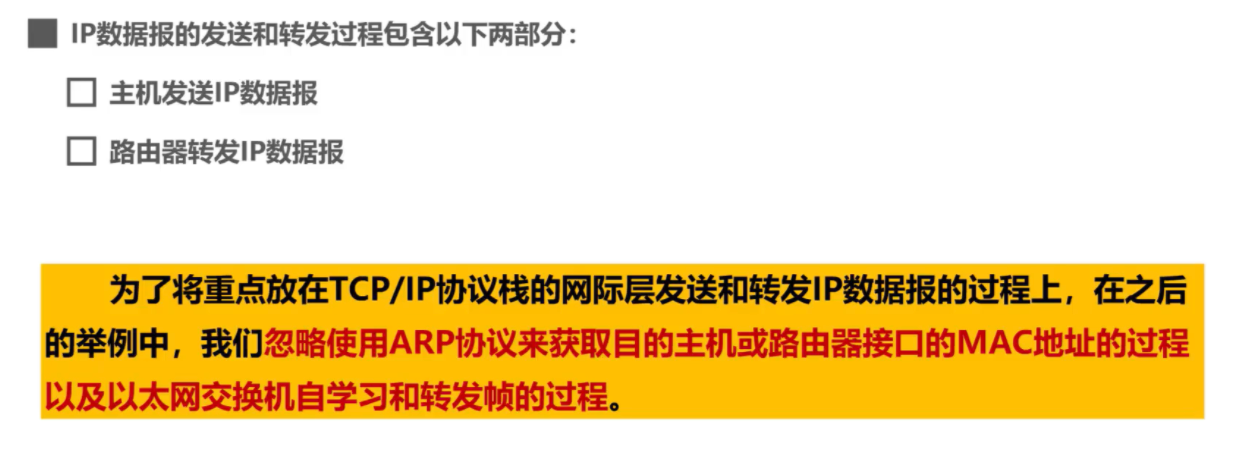 IP数据报的发送和转发过程包含以下两部分：
主机发送IP数据报
路由器转发IP数据报
为了将重点放在TCP/IP协议栈的网际层发送和转发IP数据报的过程上，在之后
的举例中，我们忽略使用ARP协议来获取目的主机或路由器接口的MAC地址的过程
以及以太网交换机自学习和转发帧的过程。